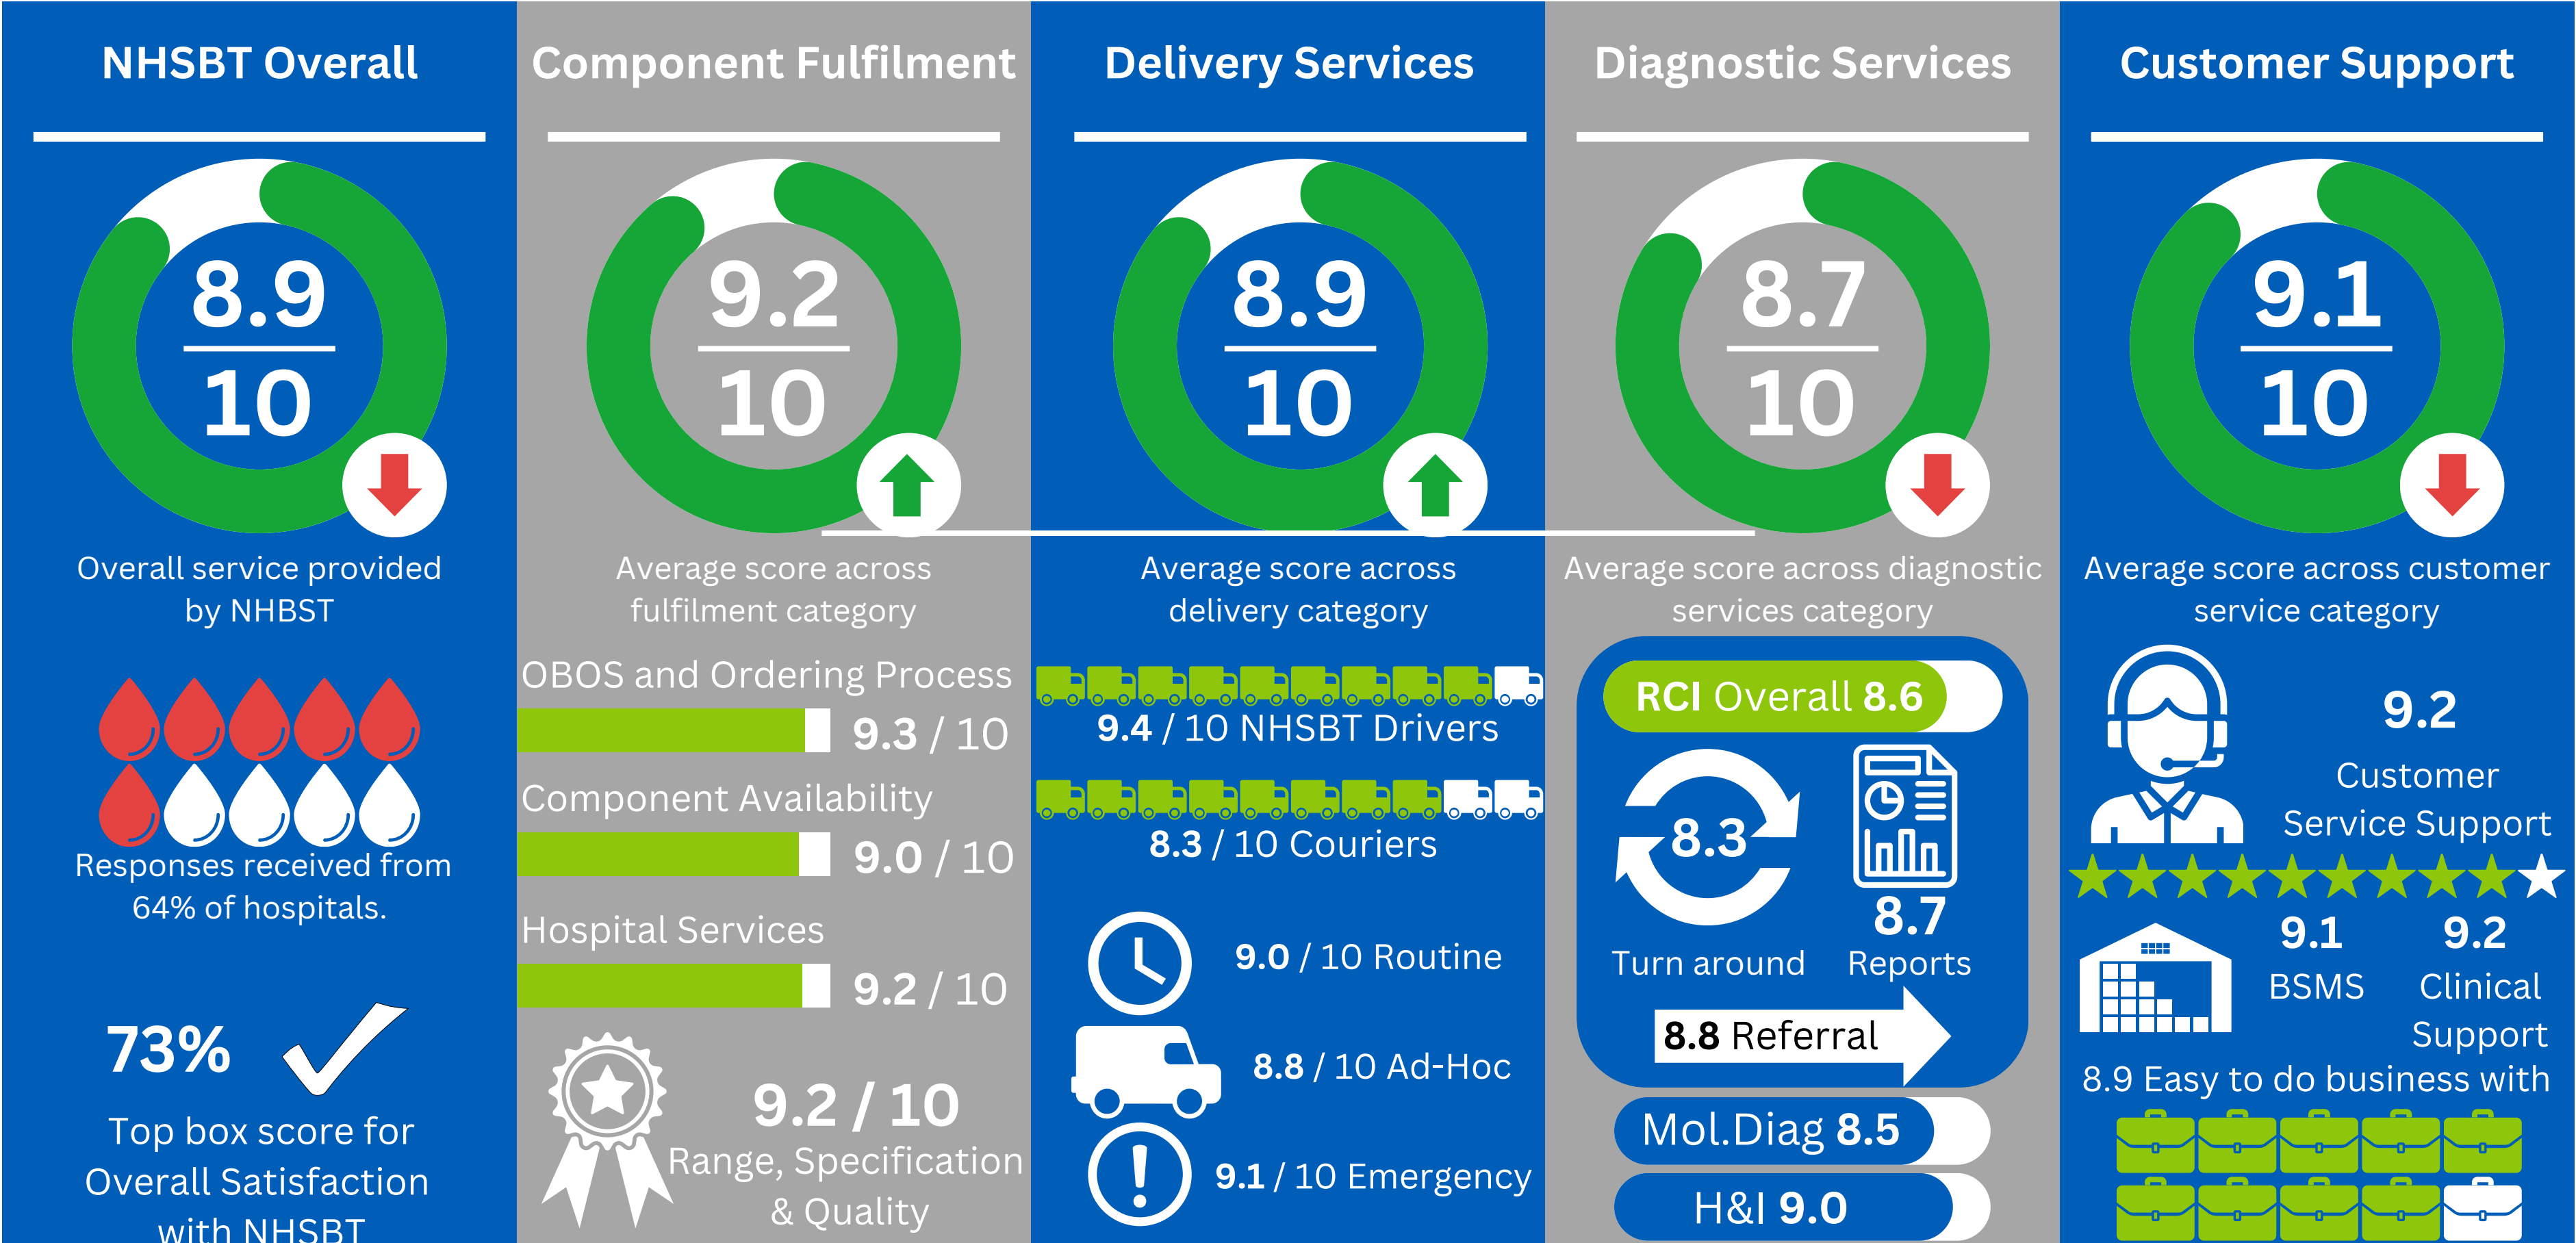 NHSBT Overall
8.9
10
Overall service provided
by NHBST
Responses received from
64% of hospitals.
73%
Top box score for
Overall Satisfaction
with NHSBT
Component Fulfilment
9.2
10
Average score across
fulfilment category
OBOS and Ordering Process
9.3 / 10
Component Availability
9.0 / 10
Hospital Services
9.2 / 10
9.2 / 10
Range, Specification
& Quality
Delivery Services
8.9
10
Average score across
delivery category
9.4 / 10 NHSBT Drivers
8.3 / 10 Couriers
9.0 / 10 Routine
8.8 / 10 Ad-Hoc
9.1 / 10 Emergency
Diagnostic Services
8.7
10
Average score across diagnostic
services category
RCI Overall 8.6
8.3
Turn around
8.7
Reports
8.8 Referral
Mol.Diag 8.5
H&I 9.0
Customer Support
9.1
10
Average score across customer
service category
9.2
Customer
Service Support
9.1
BSMS
9.2
Clinical
Support
8.9 Easy to do business with